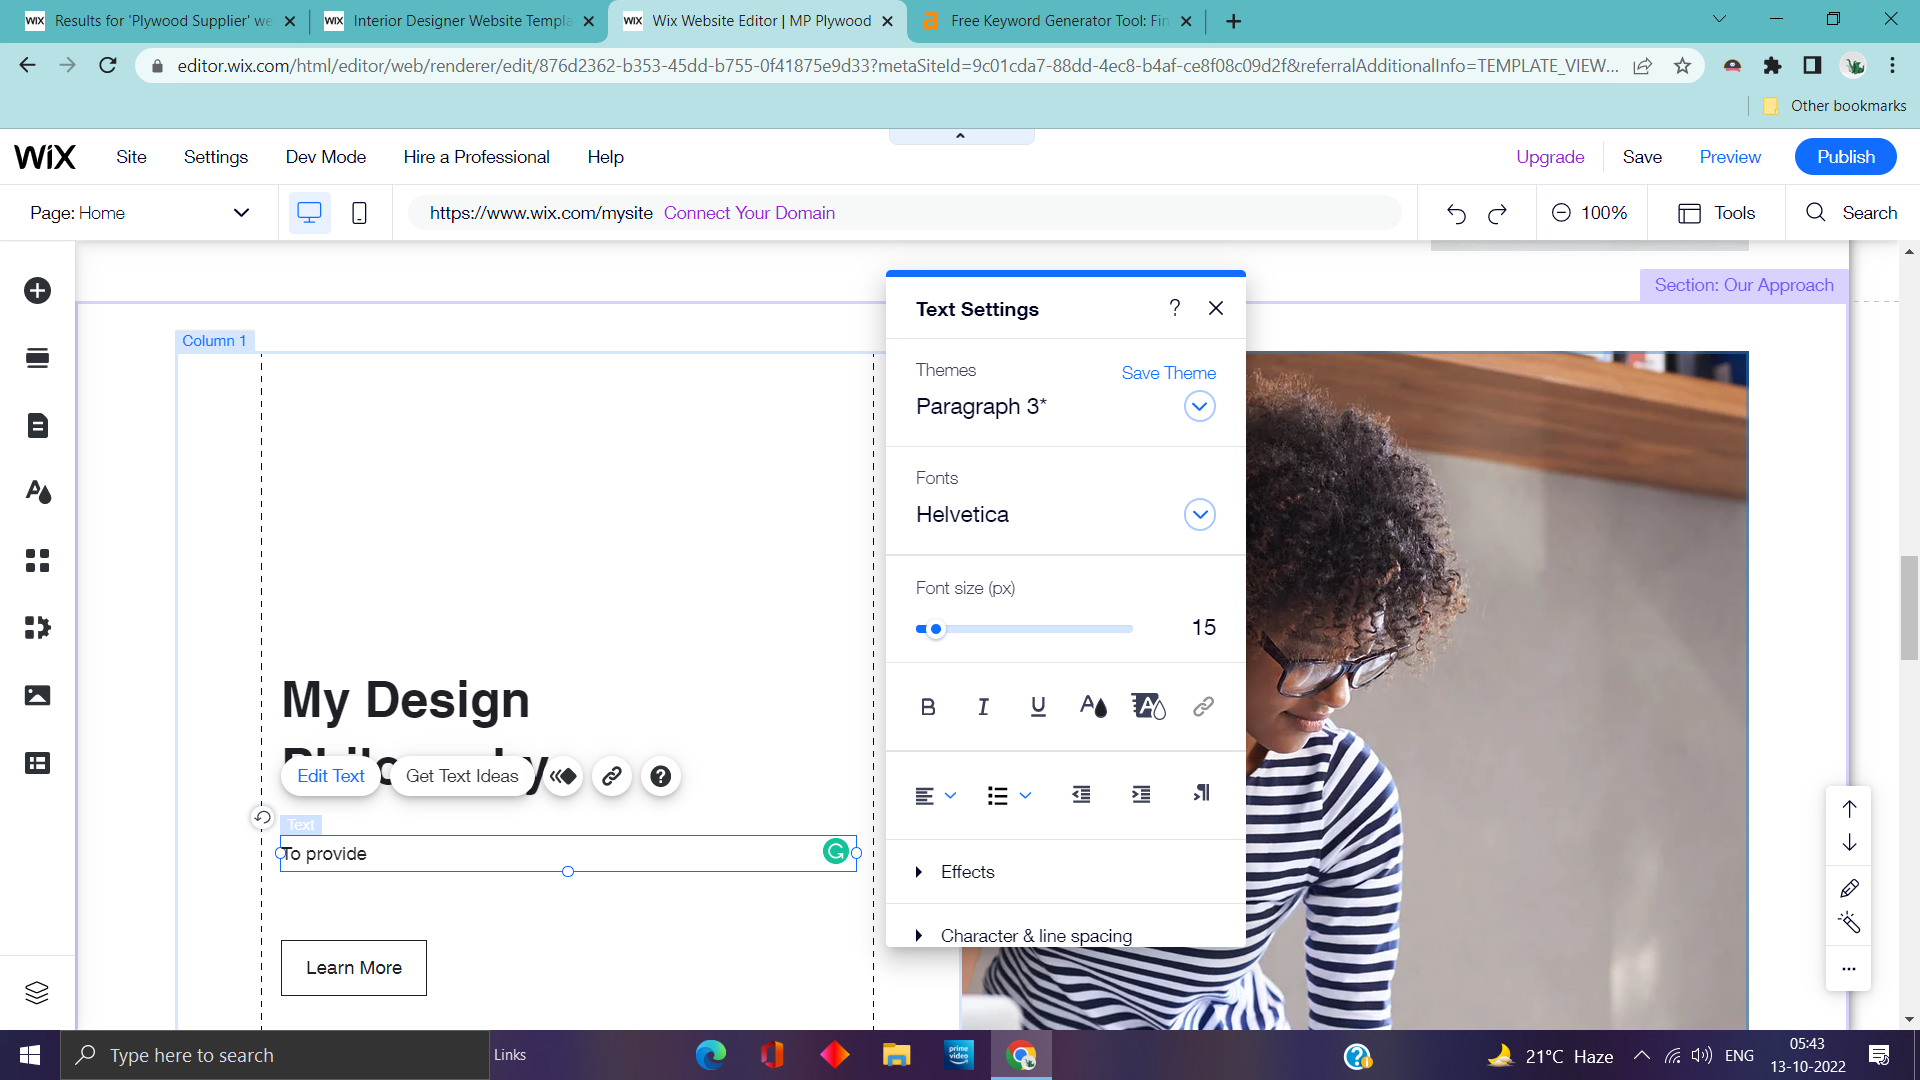 WIX Results for 'Plywood Supplier' we
WIX Interior Designer Website Templa
WIX Wix Website Editor | MP Plywood
a Free Keyword Generator Tool: Fin
editor.wix.com/html/editor/web/renderer/edit/876d2362-b353-45dd-b755-0f41875e9d33?metaSiteId=9c01cda7-88dd-4ec8-b4af-ce8f08c09d2f&referralAdditionalInfo=TEMPLATE_VIEW...
Other bookmarks
WIX Site Settings Dev Mode Hire a Professional Help Upgrade Save Preview Publish
Page: Home https://www.wix.com/mysite Connect Your Domain 100% Tools Search
Section: Our Approach
Column 1
Text Settings ?
Themes Save Theme
Paragraph 3*
Fonts
Helvetica
Font size (px)
15
B I U A A
Effects
Character & line spacing
My Design
Edit Text Get Text Ideas ?
Text
To provide
Learn More
Type here to search Links prime video 21°C Haze ENG 05:43
13-10-2022